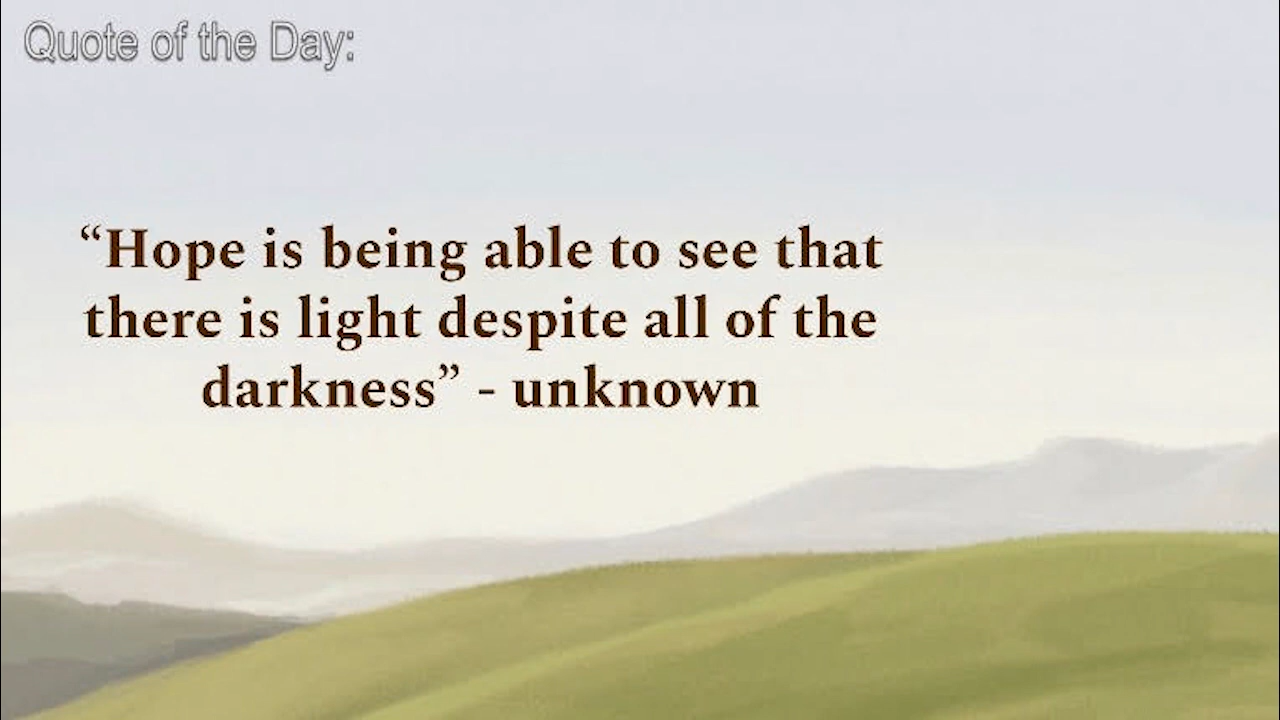 Quote of the Day:
“Hope is being able to see that
there is light despite all of the
darkness” - unknown